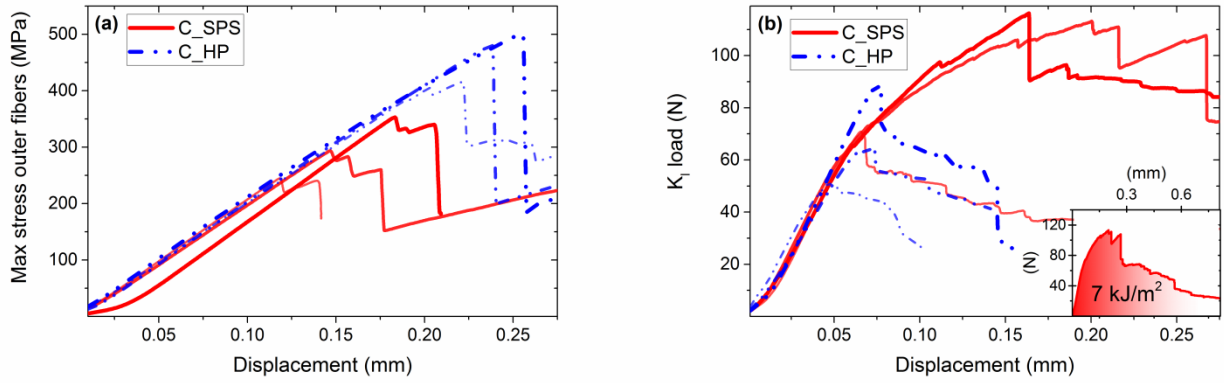 (a)
C_SPS
C_HP
500
400
300
200
100
0.05
0.10
0.15
0.20
0.25
Max stress outer fibers (MPa)
Displacement (mm)
(b)
C_SPS
C_HP
120
100
80
60
40
20
0.05
0.10
0.15
0.20
0.25
K_I load (N)
Displacement (mm)
(mm)
0.3
0.6
120
80
40
(N)
7 kJ/m²